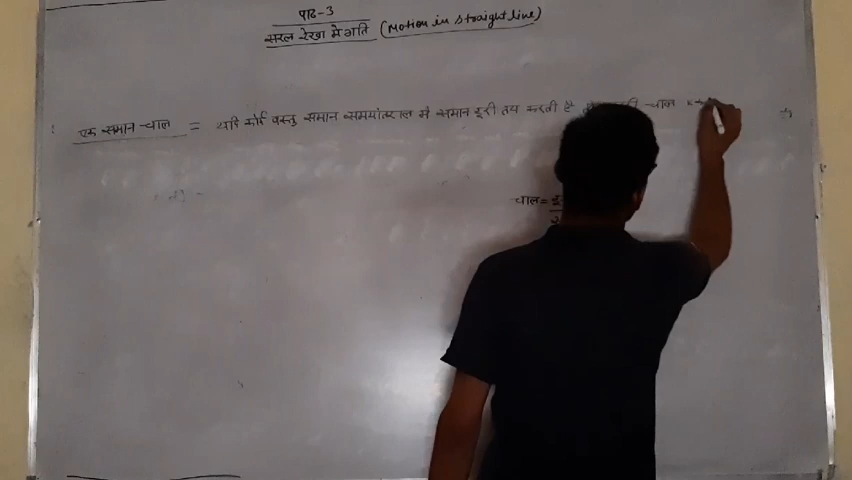 पाठ-3
सरल रेखा मे गति (Motion in straight line)
एक समान चाल = यदि कोई वस्तु समान समयांतराल मे समान दूरी तय करती है चाल
चाल=